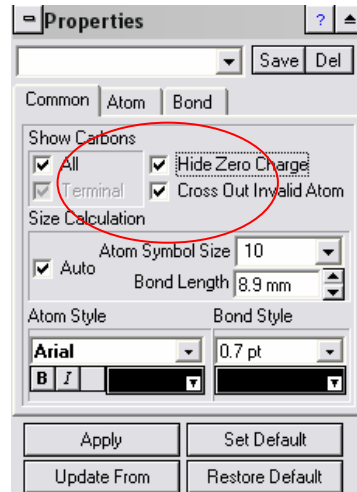 Properties ?
Save Del
Common Atom Bond
Show Carbons
All Hide Zero Charge
Terminal Cross Out Invalid Atom
Size Calculation
Auto
Atom Symbol Size 10
Bond Length 8.9 mm
Atom Style Bond Style
Arial 0.7 pt
B I
Apply Set Default
Update From Restore Default